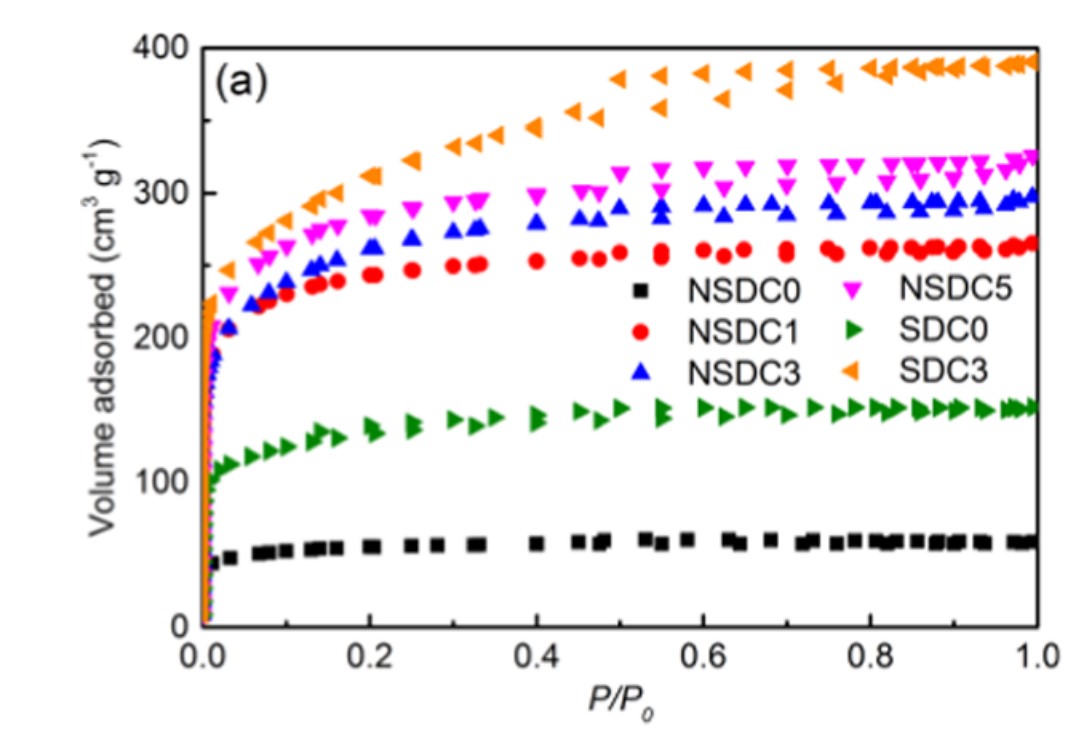 (a)
Volume adsorbed (cm³ g⁻¹)
400
300
200
100
0
NSDC0
NSDC1
NSDC3
NSDC5
SDC0
SDC3
0.0 0.2 0.4 0.6 0.8 1.0
P/P₀